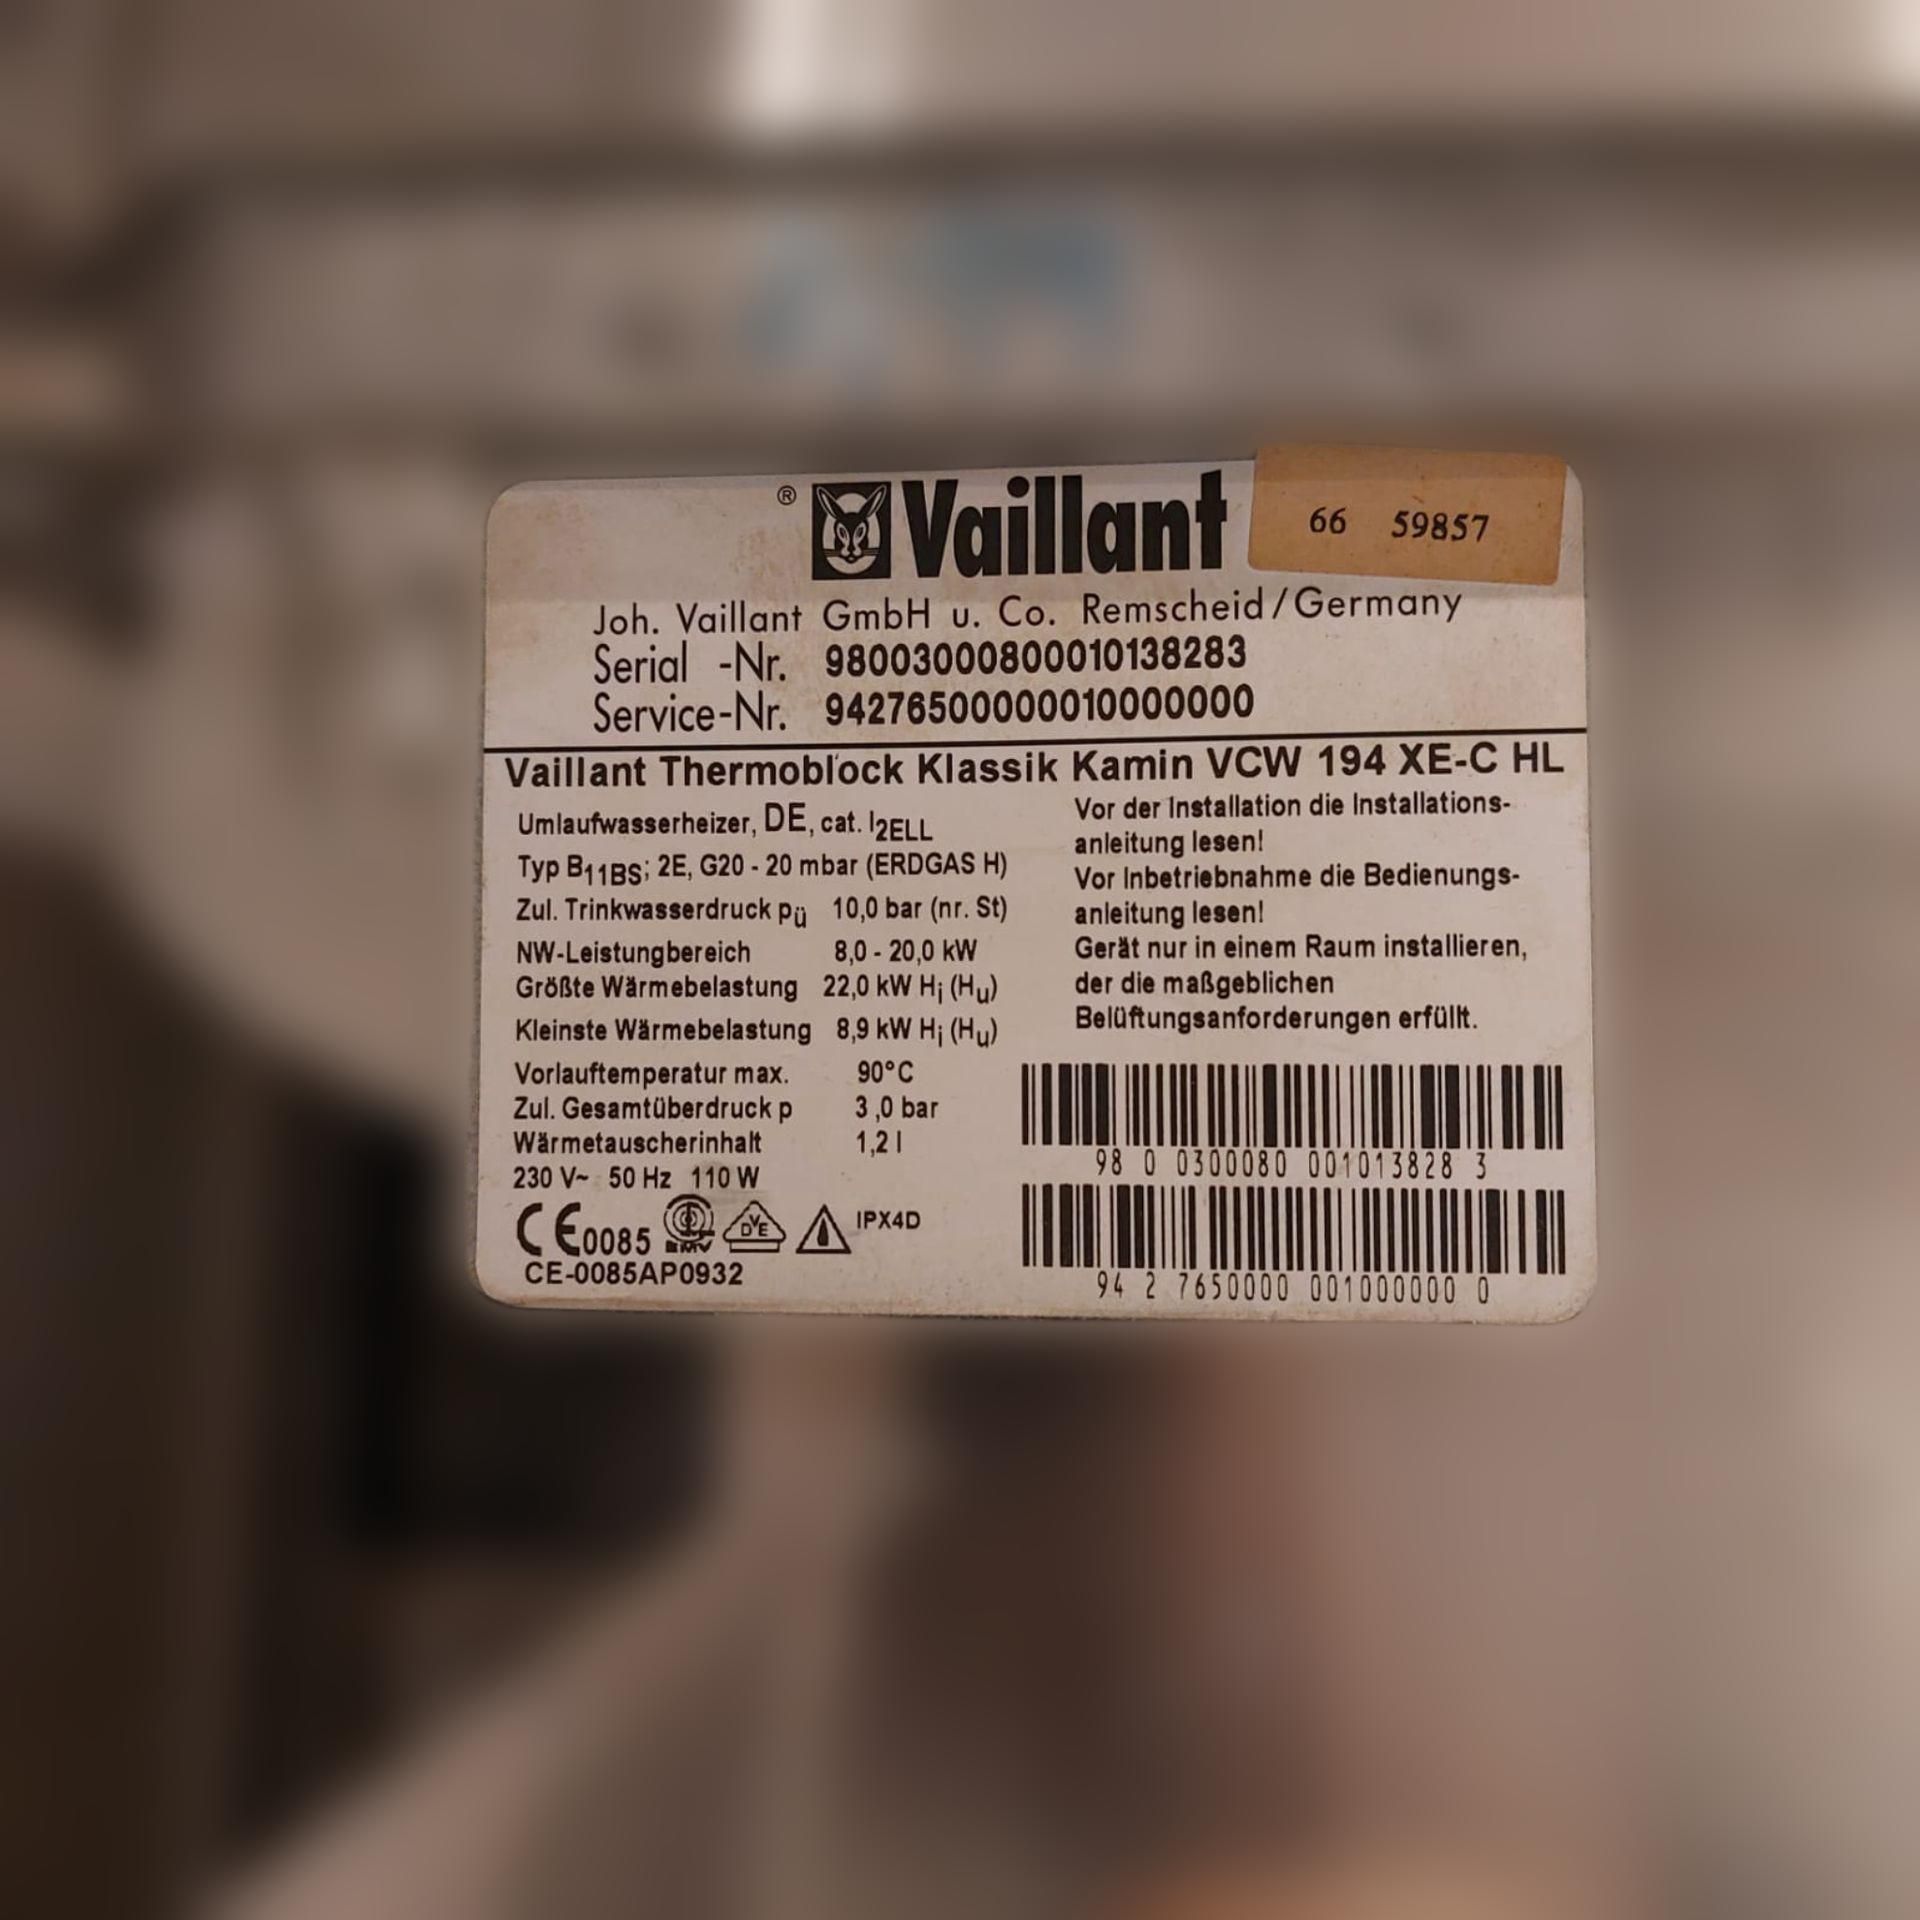 ® Vaillant
66 59857
Joh. Vaillant GmbH u. Co. Remscheid/Germany
Serial -Nr. 98003000800010138283
Service-Nr. 94276500000010000000
Vaillant Thermoblock Klassik Kamin VCW 194 XE-C HL
Umlaufwasserheizer, DE, cat. I2ELL
Typ B11BS; 2E, G20 - 20 mbar (ERDGAS H)
Zul. Trinkwasserdruck pü 10,0 bar (nr. St)
NW-Leistungbereich 8,0 - 20,0 kW
Größte Wärmebelastung 22,0 kW Hi (Hu)
Kleinste Wärmebelastung 8,9 kW Hi (Hu)
Vorlauftemperatur max. 90°C
Zul. Gesamtüberdruck p 3,0 bar
Wärmetauscherinhalt 1,2 l
230 V~ 50 Hz 110 W
CE0085 EMV DVE IPX4D
CE-0085AP0932
Vor der Installation die Installations-
anleitung lesen!
Vor Inbetriebnahme die Bedienungs-
anleitung lesen!
Gerät nur in einem Raum installieren,
der die maßgeblichen
Belüftungsanforderungen erfüllt.
98 0 0300080 001013828 3
94 2 7650000 001000000 0